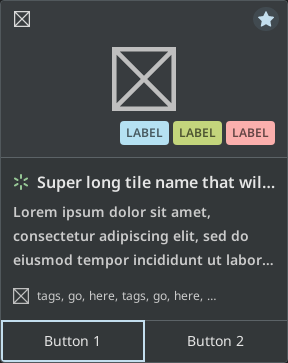 LABEL LABEL LABEL
Super long tile name that wil...
Lorem ipsum dolor sit amet,
consectetur adipiscing elit, sed do
eiusmod tempor incididunt ut labor...
tags, go, here, tags, go, here, ...
Button 1 Button 2